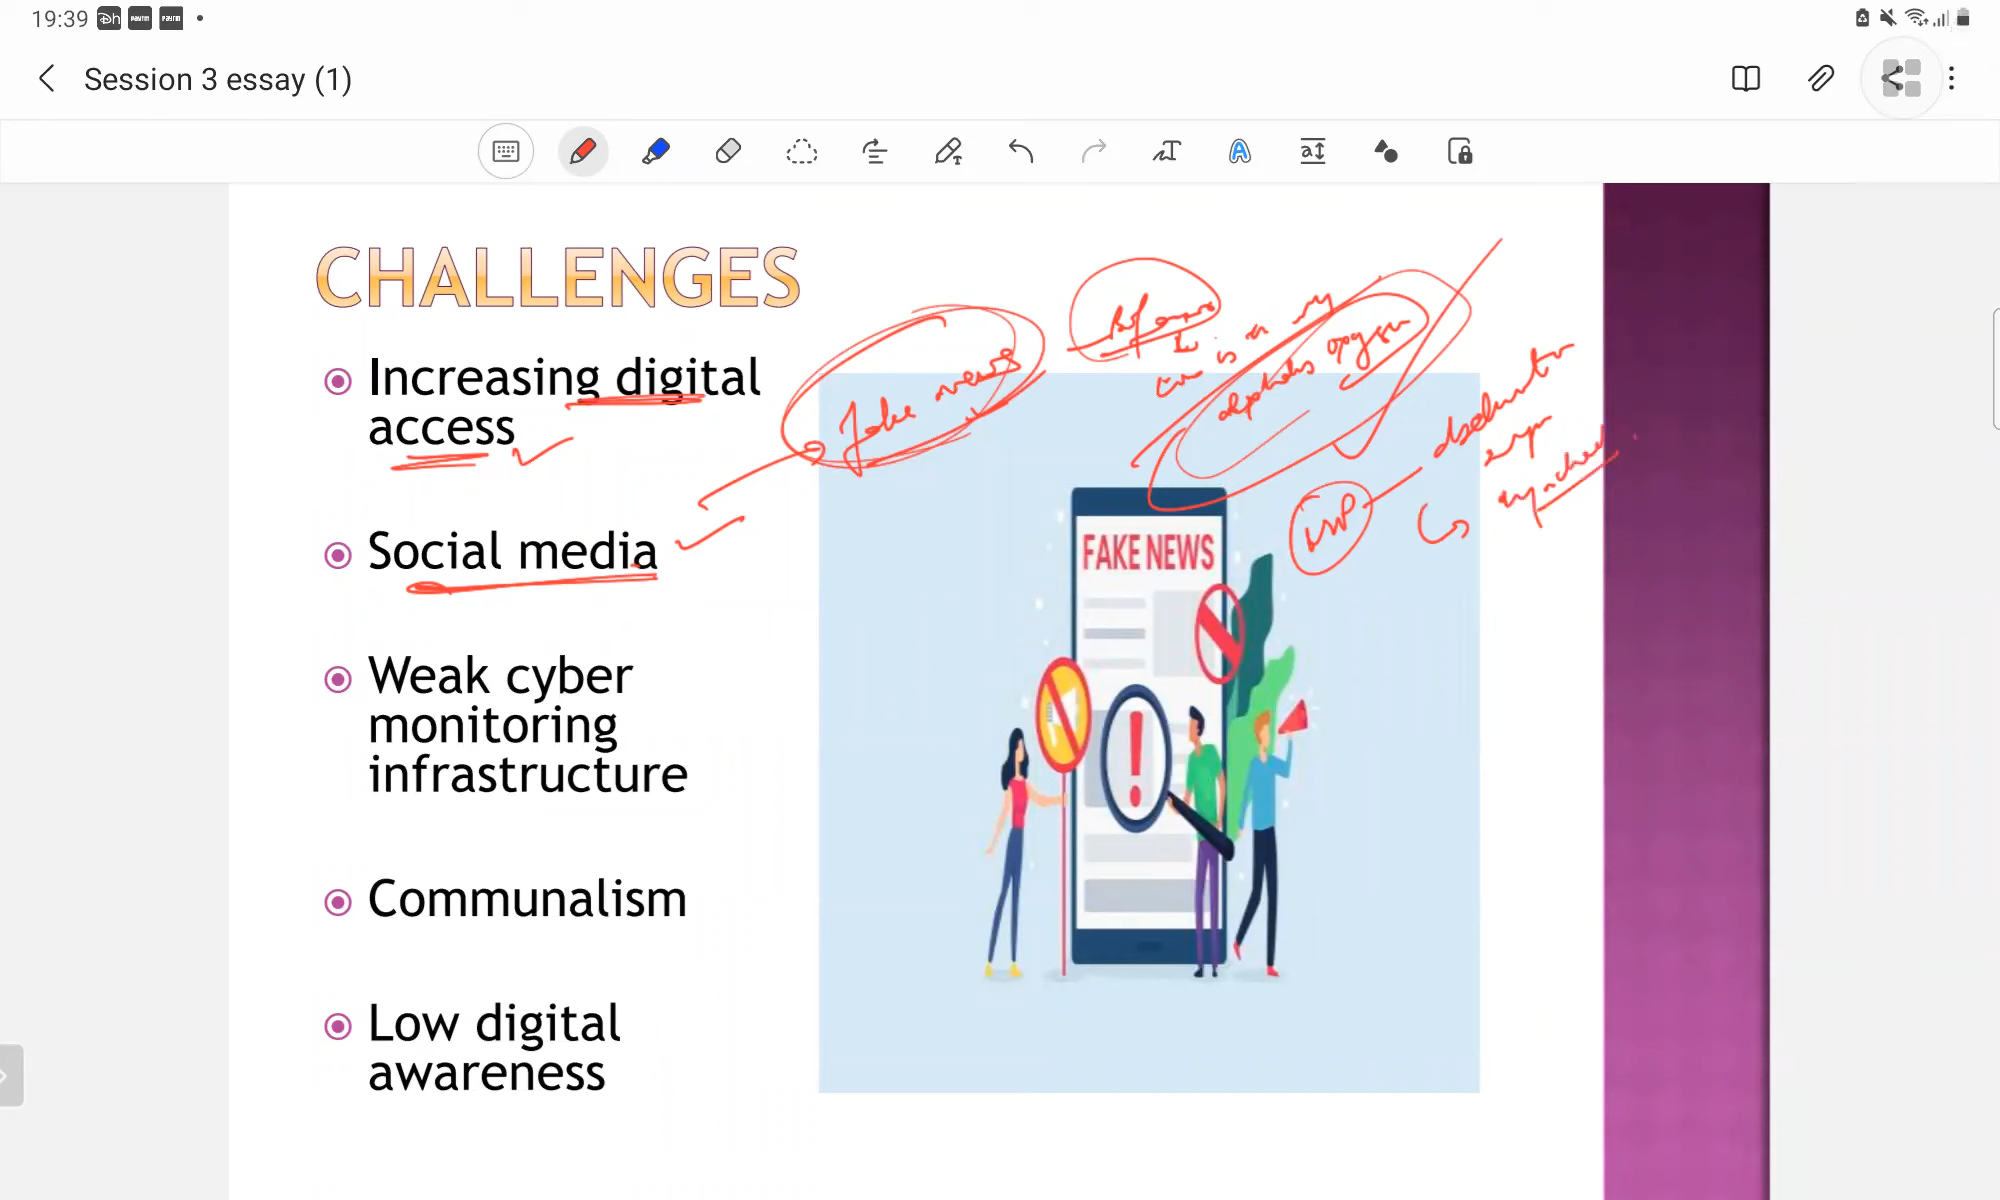 19:39
Session 3 essay (1)
CHALLENGES
Increasing digital
access
Social media
Weak cyber
monitoring
infrastructure
Communalism
Low digital
awareness
Fake news
is a
FAKE NEWS
!